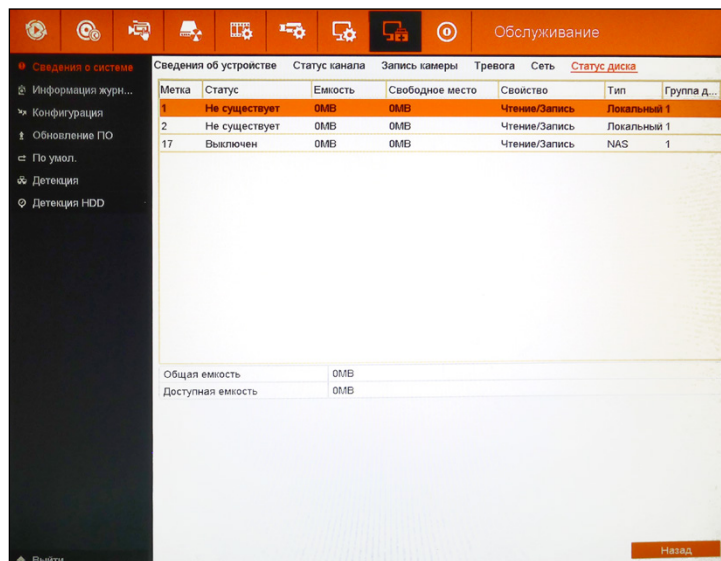 Обслуживание
Сведения о системе
Информация журн...
Конфигурация
Обновление ПО
По умол.
Детекция
Детекция HDD
Выйти
Сведения об устройстве Статус канала Запись камеры Тревога Сеть Статус диска
Метка Статус Емкость Свободное место Свойство Тип Группа д...
1 Не существует 0MB 0MB Чтение/Запись Локальный 1
2 Не существует 0MB 0MB Чтение/Запись Локальный 1
17 Выключен 0MB 0MB Чтение/Запись NAS 1
Общая емкость 0MB
Доступная емкость 0MB
Назад